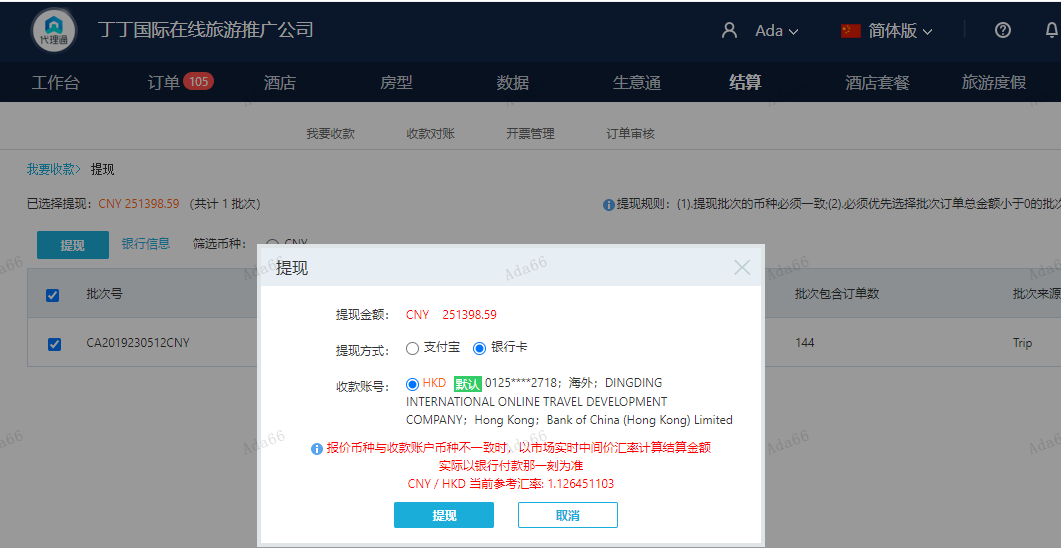 代理通
丁丁国际在线旅游推广公司
Ada
简体版
工作台
订单 105
酒店
房型
数据
生意通
结算
酒店套餐
旅游度假
我要收款
收款对账
开票管理
订单审核
我要收款> 提现
已选择提现：CNY 251398.59 （共计 1 批次）
提现规则：(1).提现批次的币种必须一致;(2).必须优先选择批次订单总金额小于0的批次
提现
银行信息
筛选币种：
CNY
Ada66
Ada66
Ada66
Ada66
Ada66
批次号
批次包含订单数
批次来源
CA2019230512CNY
144
Trip
提现
提现金额：
CNY 251398.59
提现方式：
支付宝
银行卡
收款账号：
HKD 默认 0125****2718；海外；DINGDING
INTERNATIONAL ONLINE TRAVEL DEVELOPMENT
COMPANY；Hong Kong；Bank of China (Hong Kong) Limited
报价币种与收款账户币种不一致时，以市场实时中间价汇率计算结算金额
实际以银行付款那一刻为准
CNY / HKD 当前参考汇率: 1.126451103
提现
取消
Ada66
Ada66
Ada66
Ada66
Ada66